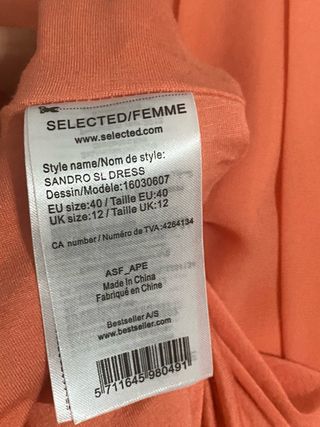 SELECTED/FEMME
www.selected.com
Style name/Nom de style:
SANDRO SL DRESS
Dessin/Modèle:16030607
EU size:40 / Taille EU:40
UK size:12 / Taille UK:12
CA number/Numéro de TVA:4264134
ASF_APE
Made In China
Fabriqué en Chine
Bestseller A/S
www.bestseller.com
5 711645 980491